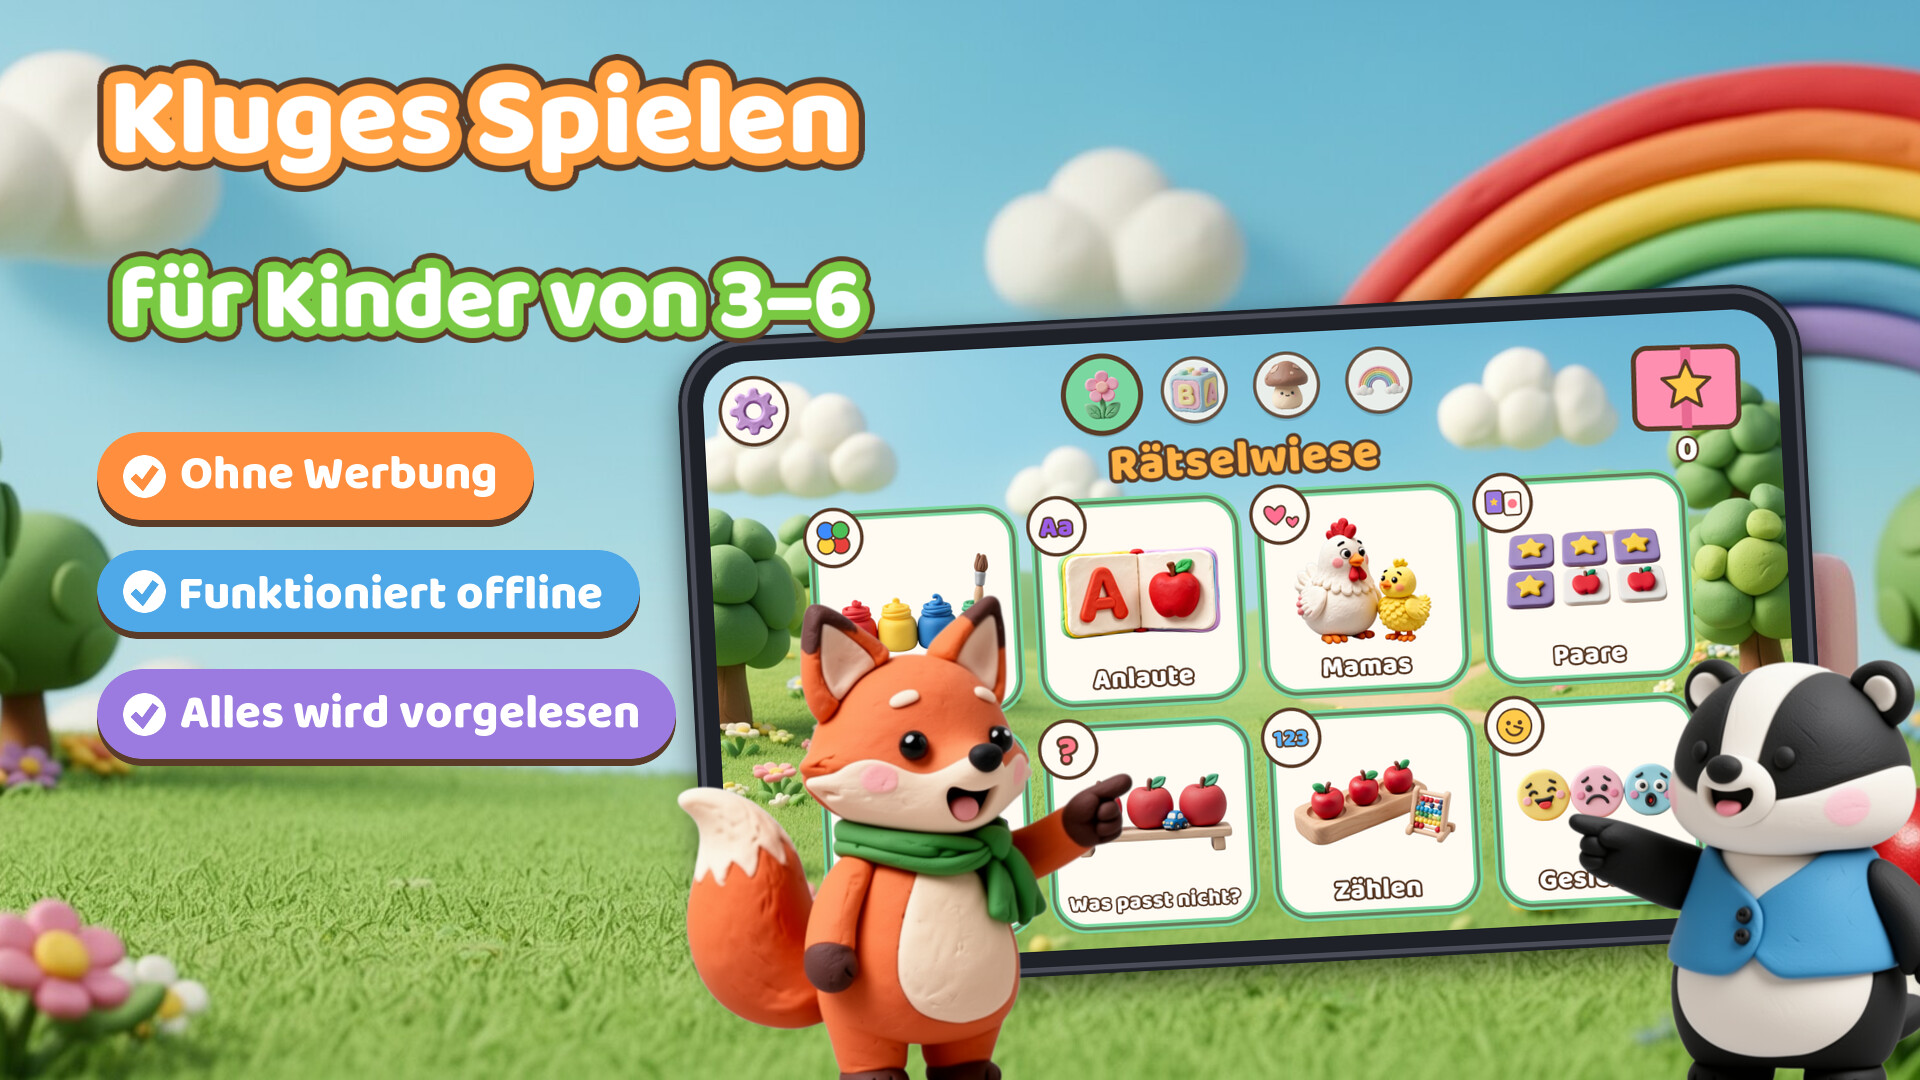 Kluges Spielen
für Kinder von 3–6
Ohne Werbung
Funktioniert offline
Alles wird vorgelesen
Rätselwiese
0
Aa
A
Anlaute
Mamas
Paare
?
Was passt nicht?
123
Zählen